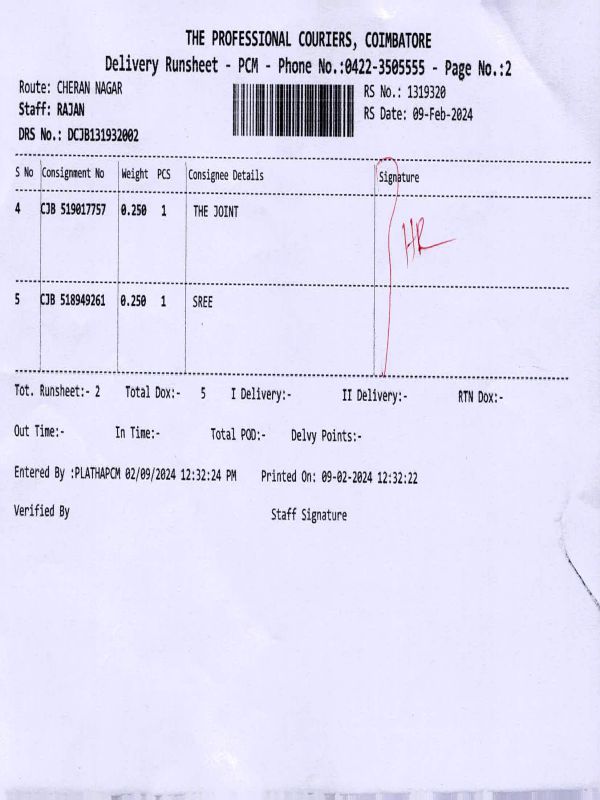 THE PROFESSIONAL COURIERS, COIMBATORE
Delivery Runsheet - PCM - Phone No.:0422-3505555 - Page No.:2
Route: CHERAN NAGAR RS No.: 1319320
Staff: RAJAN RS Date: 09-Feb-2024
DRS No.: DCJB131932002
S No Consignment No Weight PCS Consignee Details Signature
4 CJB 519017757 0.250 1 THE JOINT HR
5 CJB 518949261 0.250 1 SREE
Tot. Runsheet:- 2 Total Dox:- 5 I Delivery:- II Delivery:- RTN Dox:-
Out Time:- In Time:- Total POD:- Delvy Points:-
Entered By :PLATHAPCM 02/09/2024 12:32:24 PM Printed On: 09-02-2024 12:32:22
Verified By Staff Signature